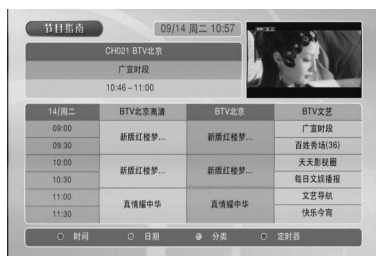 节目指南
09/14 周二 10:57
CH021 BTV北京
广宣时段
10:46 – 11:00
14/周二 BTV北京高清 BTV北京 BTV文艺
09:00 新版红楼梦... 新版红楼梦... 广宣时段
09:30 百姓秀场(36)
10:00 新版红楼梦... 新版红楼梦... 天天影视圈
10:30 每日文娱播报
11:00 真情耀中华 真情耀中华 文艺导航
11:30 快乐今宵
时间 日期 分类 定时器